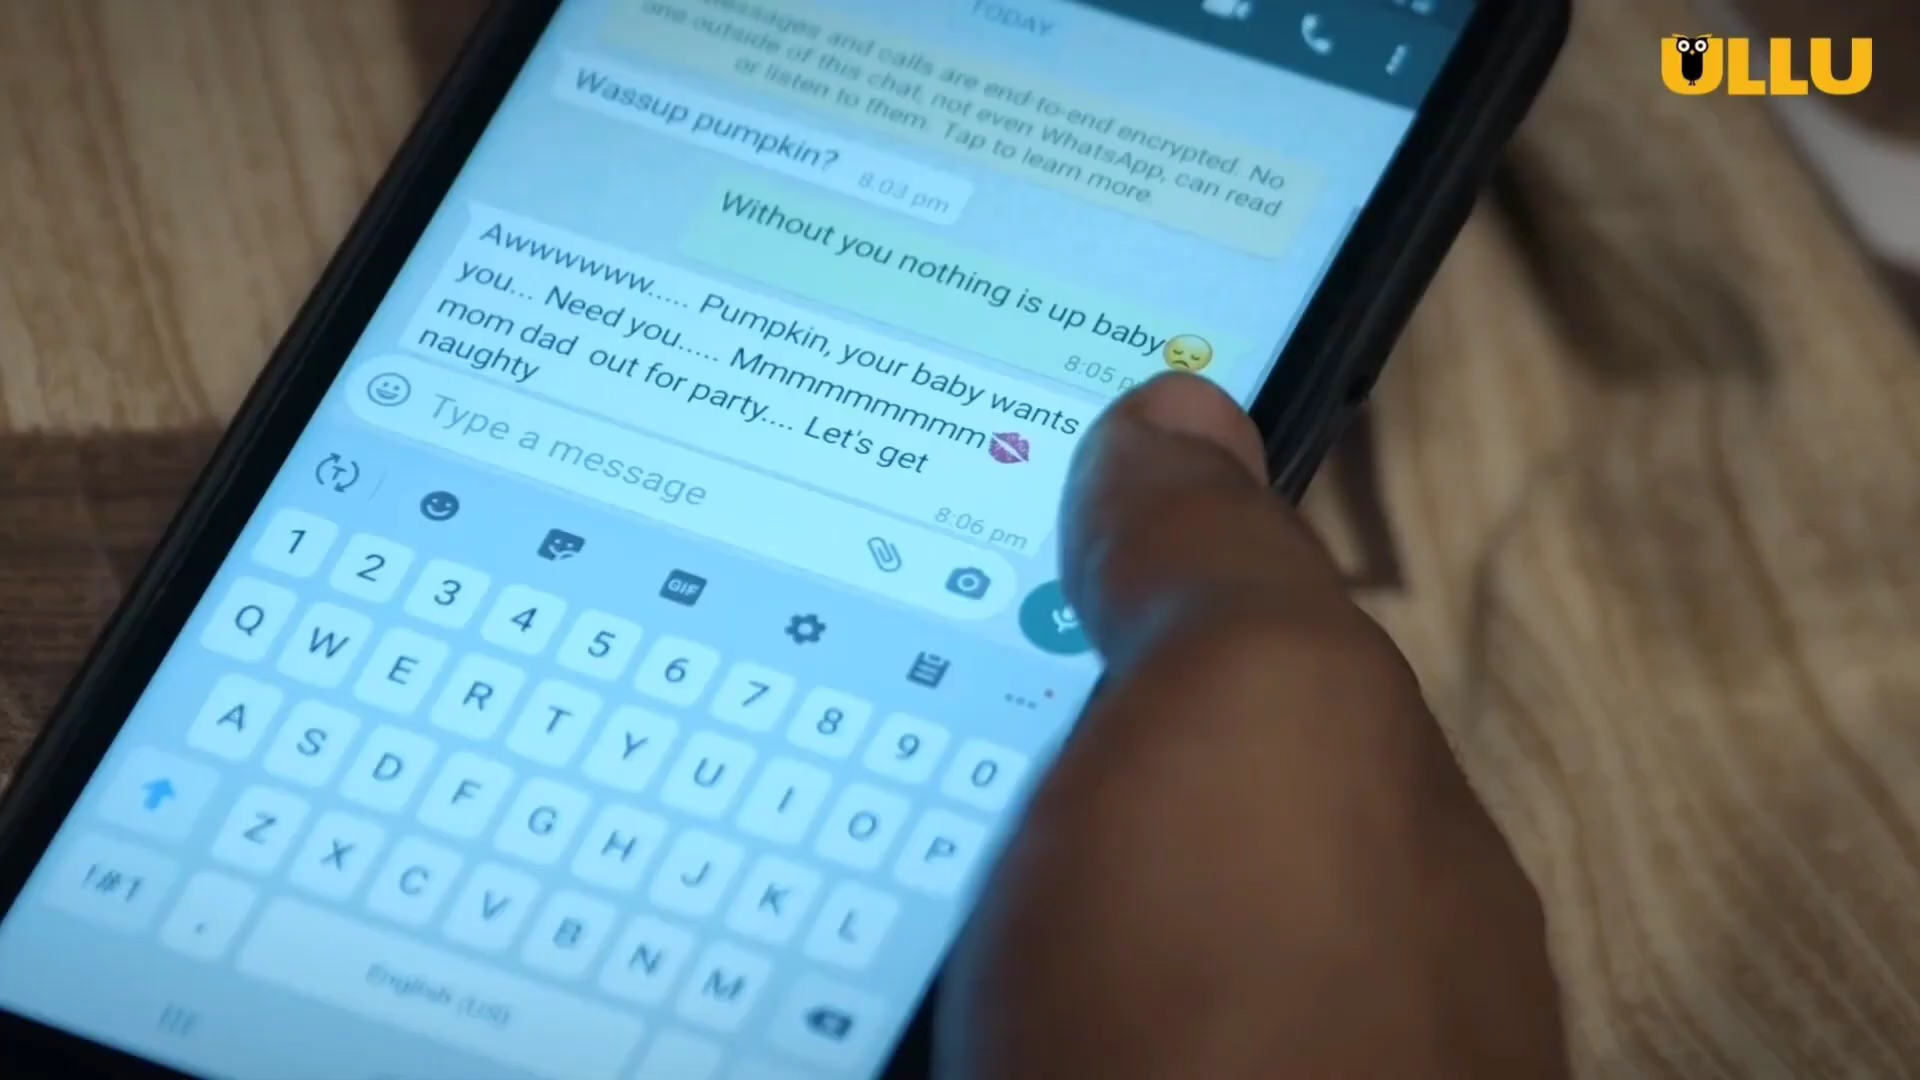 TODAY
messages and calls are end-to-end encrypted. No
one outside of this chat, not even WhatsApp, can read
or listen to them. Tap to learn more.
Wassup pumpkin? 8:03 pm
Without you nothing is up baby😞
8:05 p
Awwwwww..... Pumpkin, your baby wants
you... Need you..... Mmmmmmmmm💋
mom dad out for party.... Let's get
naughty
8:06 pm
Type a message
GIF
1 2 3 4 5 6 7 8 9 0
Q W E R T Y U I O P
A S D F G H J K L
Z X C V B N M
!#1 , English (US)
ULLU